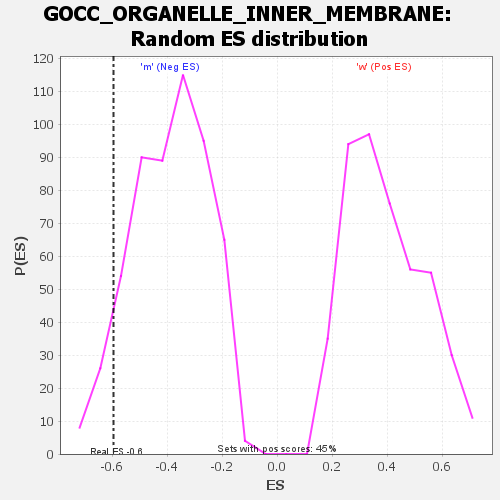 GOCC_ORGANELLE_INNER_MEMBRANE:
Random ES distribution
'm' (Neg ES)
'w' (Pos ES)
120
110
100
90
80
70
60
50
40
30
20
10
0
P(ES)
Real ES -0.6
Sets with pos scores: 45%
-0.6
-0.4
-0.2
0.0
0.2
0.4
0.6
ES